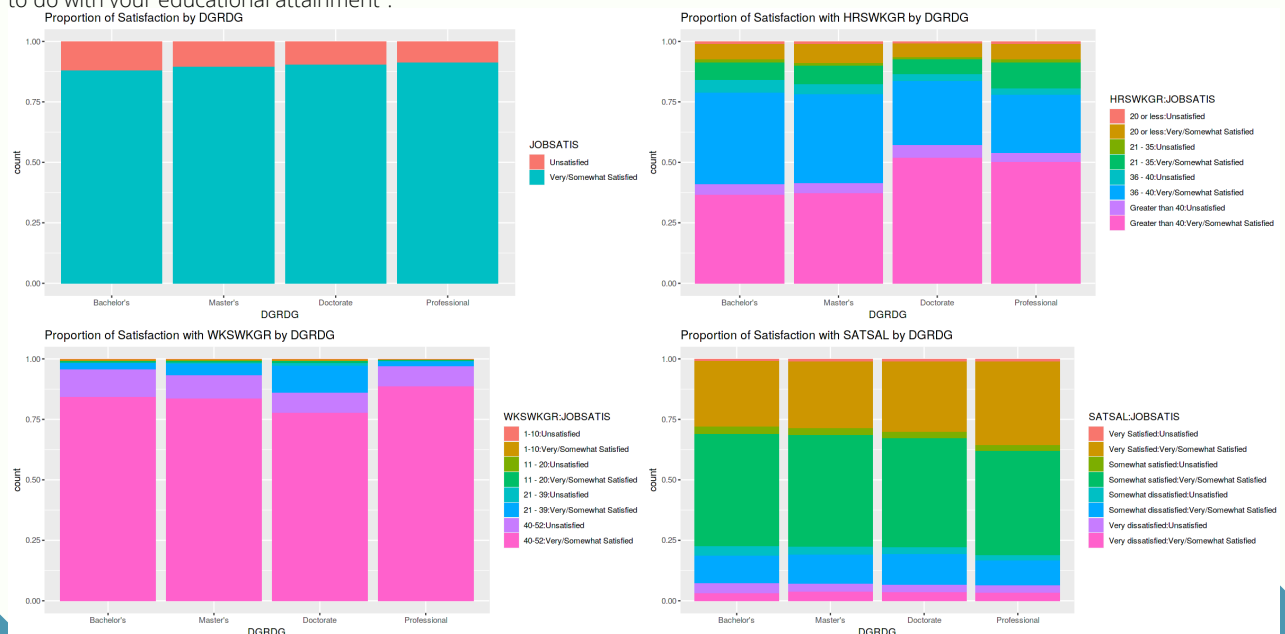 to do with your educational attainment".
Proportion of Satisfaction by DGRDG
1.00
0.75
0.50
0.25
0.00
count
Bachelor's Master's Doctorate Professional
DGRDG
JOBSATIS
Unsatisfied
Very/Somewhat Satisfied
Proportion of Satisfaction with HRSWKGR by DGRDG
1.00
0.75
0.50
0.25
0.00
count
Bachelor's Master's Doctorate Professional
DGRDG
HRSWKGR:JOBSATIS
20 or less:Unsatisfied
20 or less:Very/Somewhat Satisfied
21 - 35:Unsatisfied
21 - 35:Very/Somewhat Satisfied
36 - 40:Unsatisfied
36 - 40:Very/Somewhat Satisfied
Greater than 40:Unsatisfied
Greater than 40:Very/Somewhat Satisfied
Proportion of Satisfaction with WKSWKGR by DGRDG
1.00
0.75
0.50
0.25
0.00
count
Bachelor's Master's Doctorate Professional
DGRDG
WKSWKGR:JOBSATIS
1-10:Unsatisfied
1-10:Very/Somewhat Satisfied
11 - 20:Unsatisfied
11 - 20:Very/Somewhat Satisfied
21 - 39:Unsatisfied
21 - 39:Very/Somewhat Satisfied
40-52:Unsatisfied
40-52:Very/Somewhat Satisfied
Proportion of Satisfaction with SATSAL by DGRDG
1.00
0.75
0.50
0.25
0.00
count
Bachelor's Master's Doctorate Professional
DGRDG
SATSAL:JOBSATIS
Very Satisfied:Unsatisfied
Very Satisfied:Very/Somewhat Satisfied
Somewhat satisfied:Unsatisfied
Somewhat satisfied:Very/Somewhat Satisfied
Somewhat dissatisfied:Unsatisfied
Somewhat dissatisfied:Very/Somewhat Satisfied
Very dissatisfied:Unsatisfied
Very dissatisfied:Very/Somewhat Satisfied